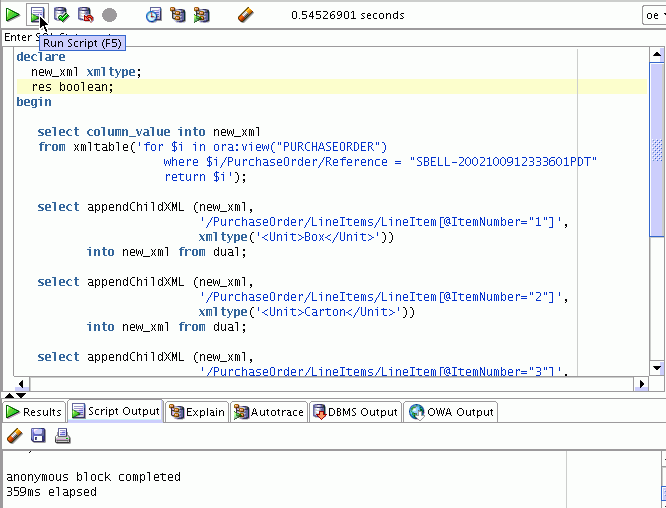 0.54526901 seconds
oe
Enter S
Run Script (F5)
declare
new_xml xmltype;
res boolean;
begin
select column_value into new_xml
from xmltable('for $i in ora:view("PURCHASEORDER")
where $i/PurchaseOrder/Reference = "SBELL-2002100912333601PDT"
return $i');
select appendChildXML (new_xml,
'/PurchaseOrder/LineItems/LineItem[@ItemNumber="1"]',
xmltype('<Unit>Box</Unit>'))
into new_xml from dual;
select appendChildXML (new_xml,
'/PurchaseOrder/LineItems/LineItem[@ItemNumber="2"]',
xmltype('<Unit>Carton</Unit>'))
into new_xml from dual;
select appendChildXML (new_xml,
'/PurchaseOrder/LineItems/LineItem[@ItemNumber="3"]',
Results Script Output Explain Autotrace DBMS Output OWA Output
anonymous block completed
359ms elapsed